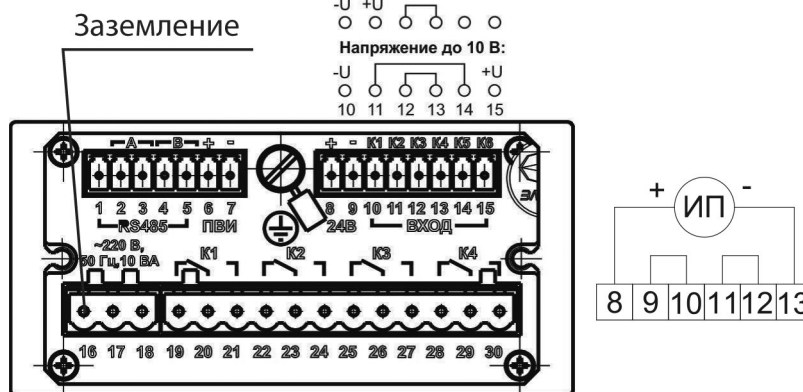 -U +U
Заземление
Напряжение до 10 В:
-U +U
10 11 12 13 14 15
A B + -
+ - К1 К2 К3 К4 К5 К6
1 2 3 4 5 6 7
8 9 10 11 12 13 14 15
RS485 ПВИ
24В ВХОД
~220 В,
50 Гц,10 ВА
К1 К2 К3 К4
16 17 18 19 20 21 22 23 24 25 26 27 28 29 30
+ ИП -
8 9 10 11 12 13